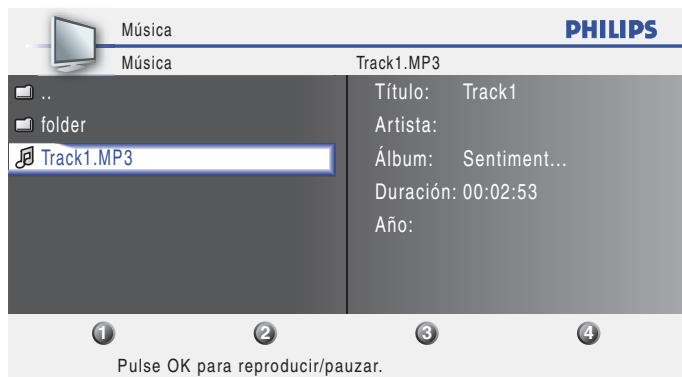 Música
PHILIPS
Música
Track1.MP3
..
folder
Track1.MP3
Título: Track1
Artista:
Álbum: Sentiment...
Duración: 00:02:53
Año:
1 2 3 4
Pulse OK para reproducir/pauzar.